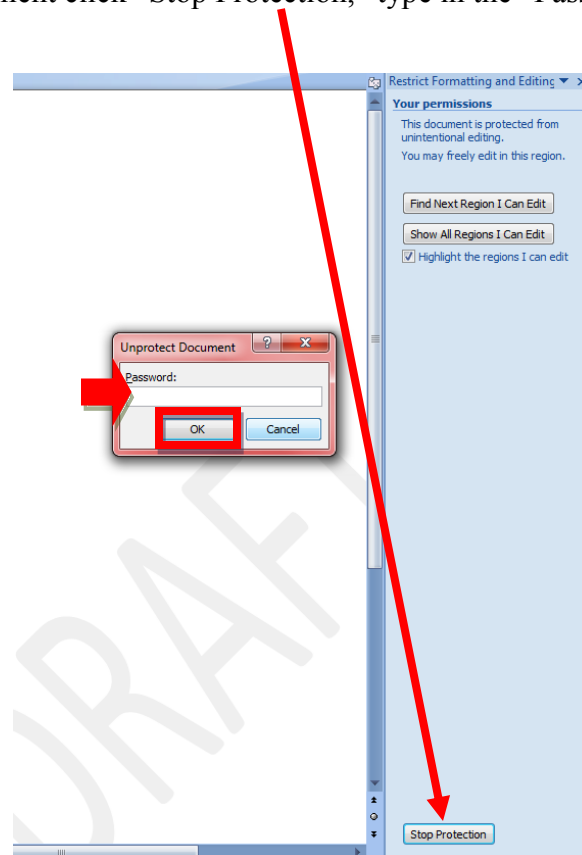 click "Stop Protection," type in the
Restrict Formatting and Editing
Your permissions
This document is protected from
unintentional editing.
You may freely edit in this region.
Find Next Region I Can Edit
Show All Regions I Can Edit
Highlight the regions I can edit
Unprotect Document
Password:
OK Cancel
DRAFT
Stop Protection